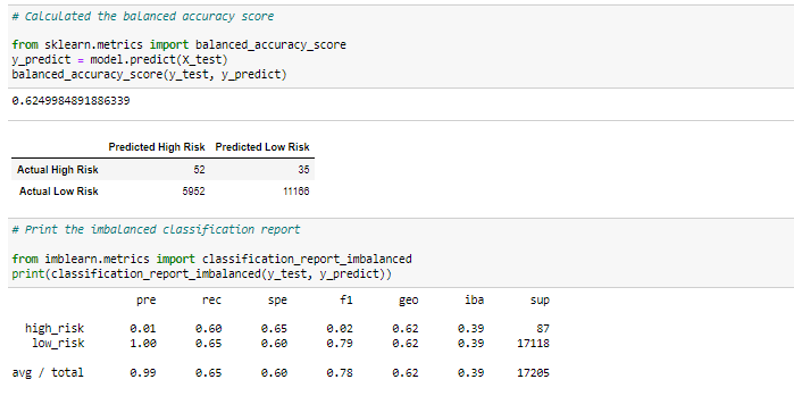 # Calculated the balanced accuracy score
from sklearn.metrics import balanced_accuracy_score
y_predict = model.predict(X_test)
balanced_accuracy_score(y_test, y_predict)
0.6249984891886339
Predicted High Risk Predicted Low Risk
Actual High Risk 52 35
Actual Low Risk 5952 11166
# Print the imbalanced classification report
from imblearn.metrics import classification_report_imbalanced
print(classification_report_imbalanced(y_test, y_predict))
pre rec spe f1 geo iba sup
high_risk 0.01 0.60 0.65 0.02 0.62 0.39 87
low_risk 1.00 0.65 0.60 0.79 0.62 0.39 17118
avg / total 0.99 0.65 0.60 0.78 0.62 0.39 17205